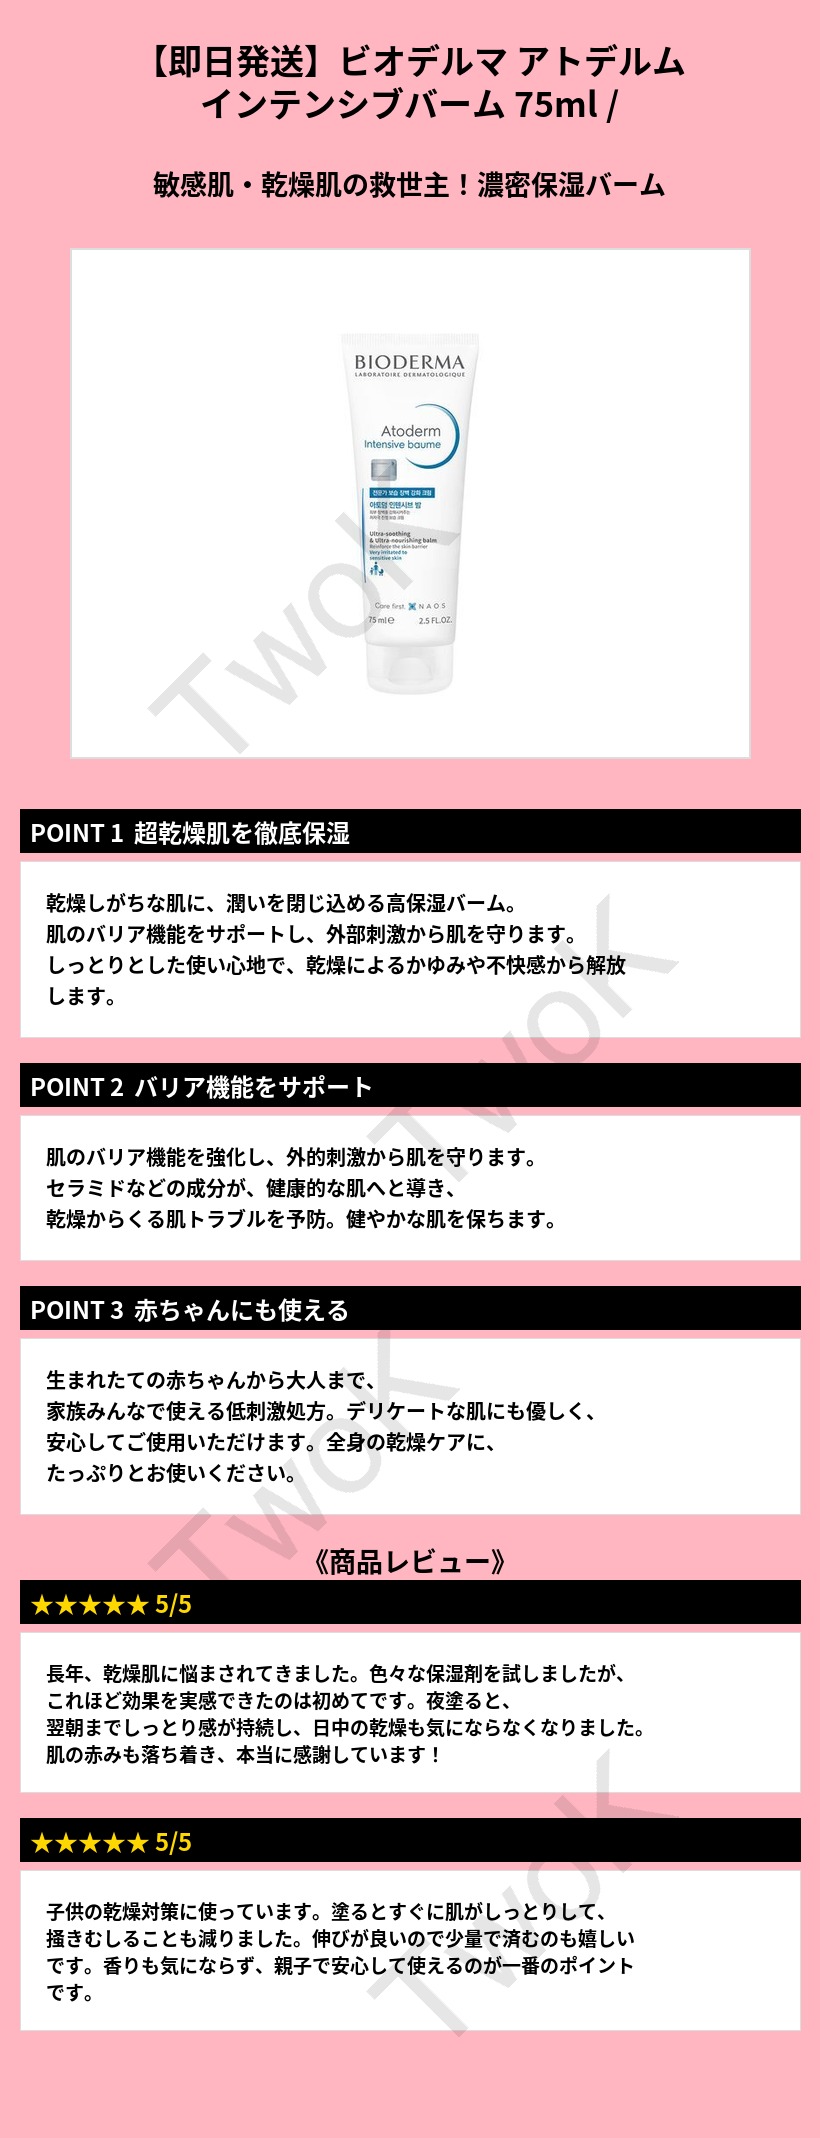 【即日発送】ビオデルマ アトデルム
インテンシブバーム 75ml /
敏感肌・乾燥肌の救世主！濃密保湿バーム
BIODERMA
LABORATOIRE DERMATOLOGIQUE
Atoderm
Intensive baume
전문가 보습 장벽 강화 크림
아토덤 인텐시브 밤
Ultra-soothing
& Ultra-nourishing balm
Reinforce the skin barrier
Very irritated to
sensitive skin
Care first. NAOS
75 ml℮ 2.5 FL.OZ.
TwoK
POINT 1 超乾燥肌を徹底保湿
乾燥しがちな肌に、潤いを閉じ込める高保湿バーム。
肌のバリア機能をサポートし、外部刺激から肌を守ります。
しっとりとした使い心地で、乾燥によるかゆみや不快感から解放
します。
TwoK
POINT 2 バリア機能をサポート
肌のバリア機能を強化し、外的刺激から肌を守ります。
セラミドなどの成分が、健康的な肌へと導き、
乾燥からくる肌トラブルを予防。健やかな肌を保ちます。
POINT 3 赤ちゃんにも使える
生まれたての赤ちゃんから大人まで、
家族みんなで使える低刺激処方。デリケートな肌にも優しく、
安心してご使用いただけます。全身の乾燥ケアに、
たっぷりとお使いください。
TwoK
《商品レビュー》
★★★★★ 5/5
長年、乾燥肌に悩まされてきました。色々な保湿剤を試しましたが、
これほど効果を実感できたのは初めてです。夜塗ると、
翌朝までしっとり感が持続し、日中の乾燥も気にならなくなりました。
肌の赤みも落ち着き、本当に感謝しています！
★★★★★ 5/5
子供の乾燥対策に使っています。塗るとすぐに肌がしっとりして、
掻きむしることも減りました。伸びが良いので少量で済むのも嬉しい
です。香りも気にならず、親子で安心して使えるのが一番のポイント
です。
TwoK